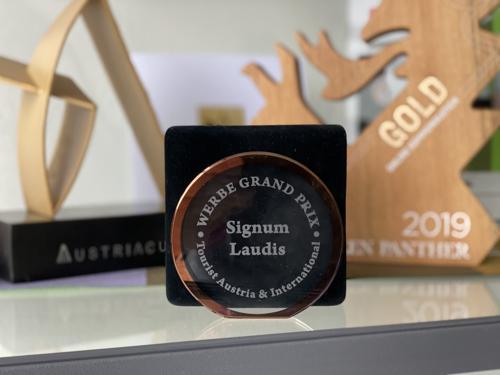 WERBE GRAND PRIX
Signum
Laudis
Tourist Austria & International
AUSTRIACU
GOLD
2019
EN PANTHER